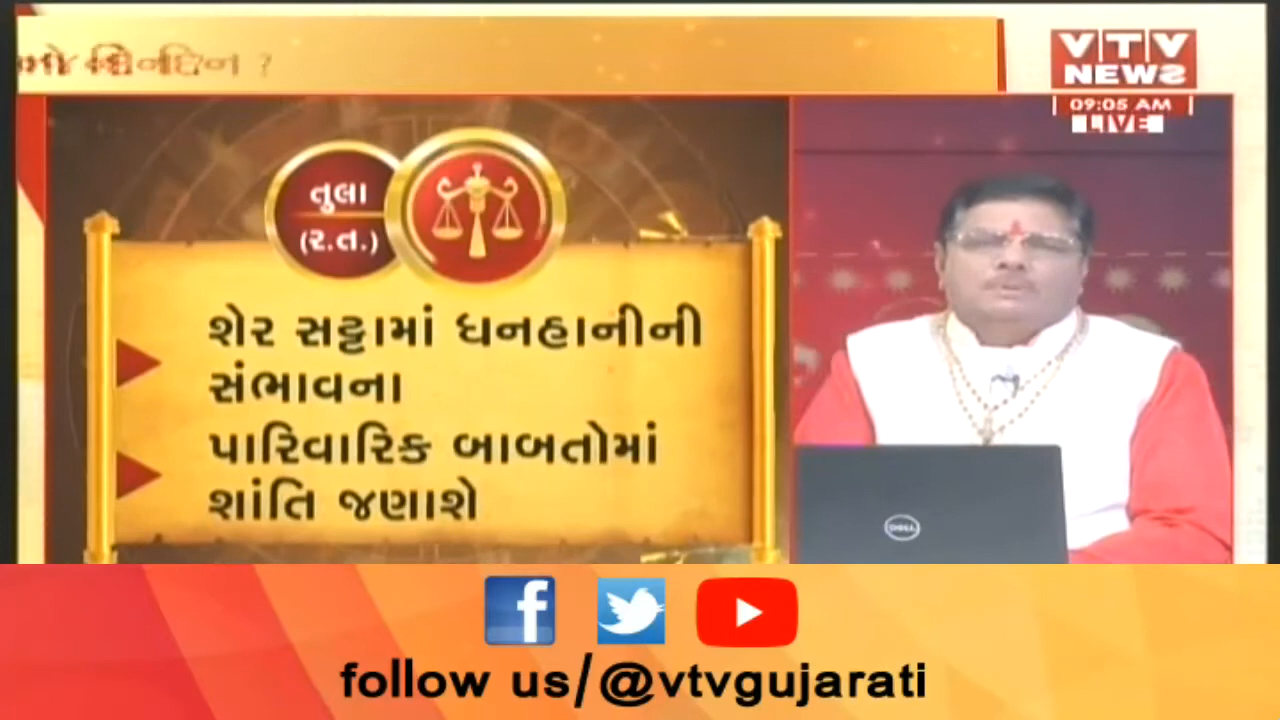 VTV
NEWS
09:05 AM
LIVE
તુલા
(ર.ત.)
શેર સટ્ટામાં ધનહાનીની
સંભાવના
પારિવારિક બાબતોમાં
શાંતિ જણાશે
DELL
follow us/@vtvgujarati